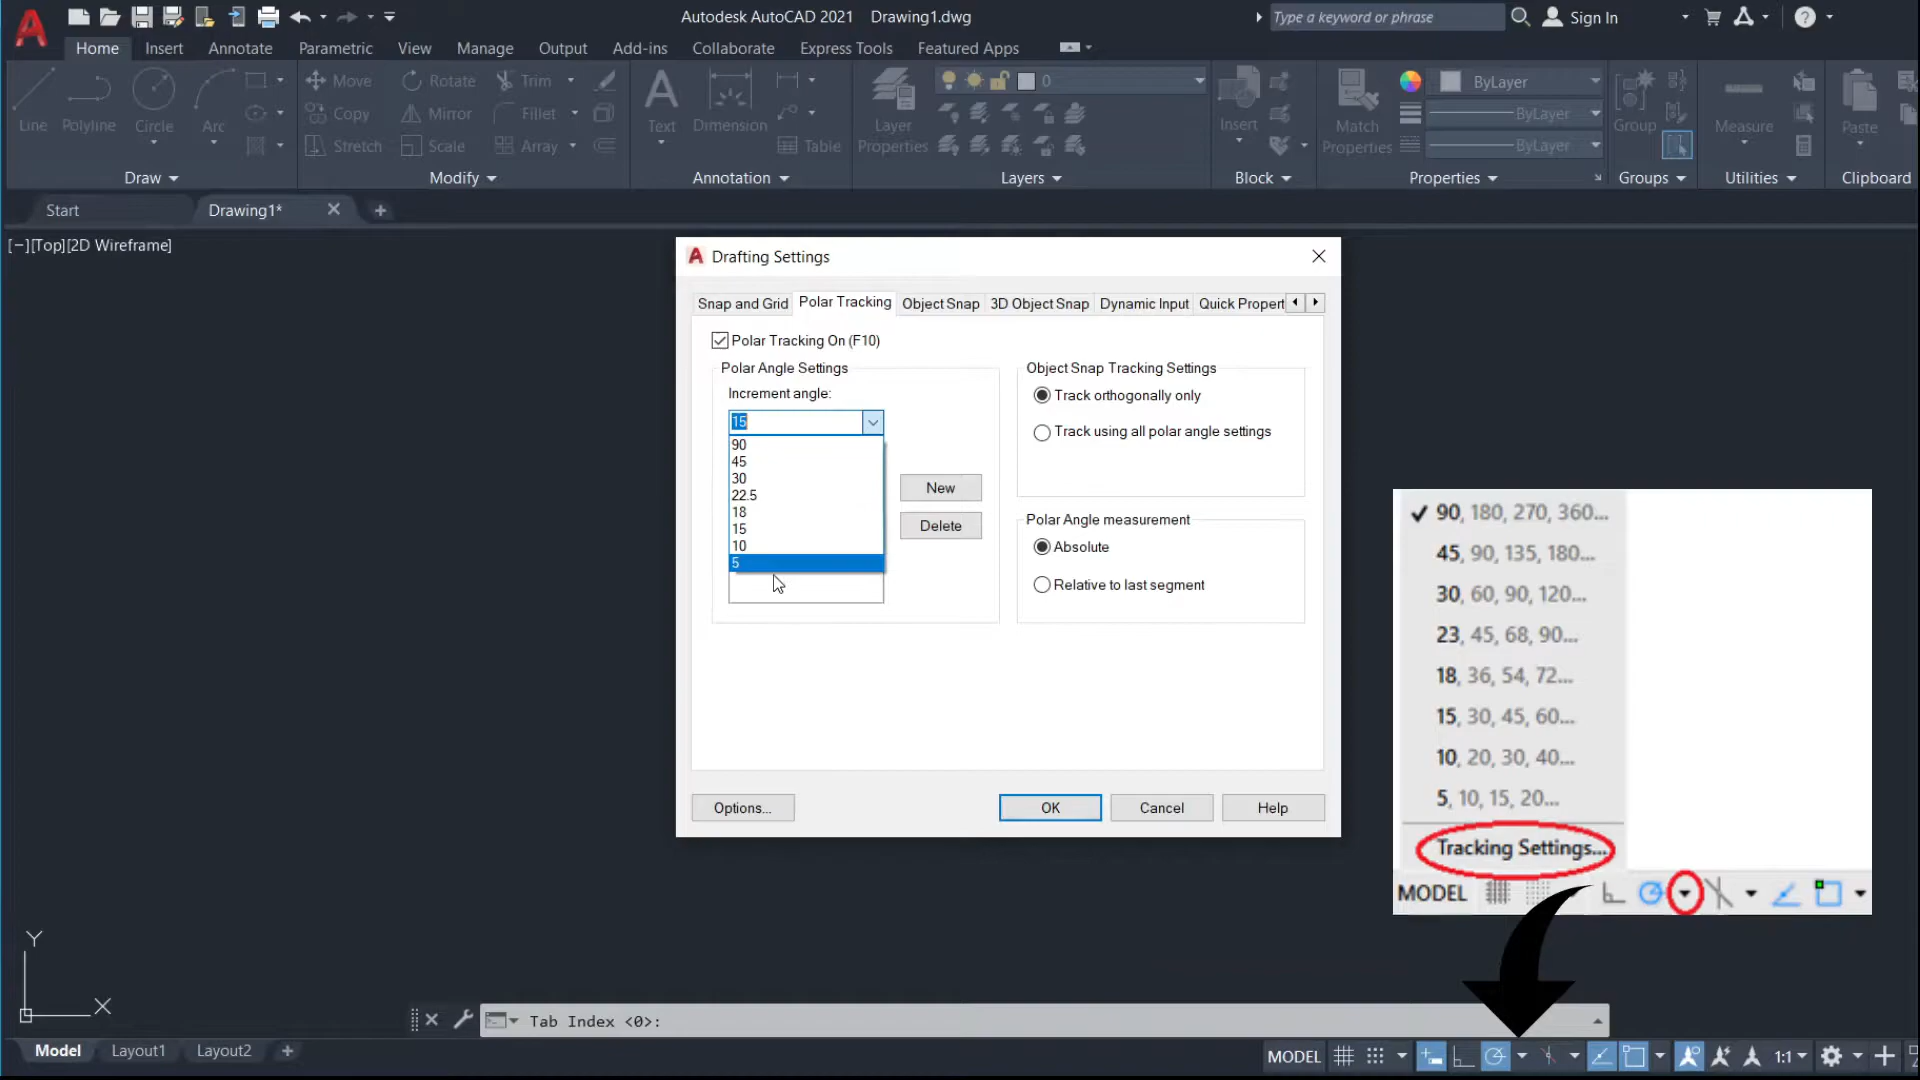 Autodesk AutoCAD 2021 Drawing1.dwg
Type a keyword or phrase
Sign In
Home Insert Annotate Parametric View Manage Output Add-ins Collaborate Express Tools Featured Apps
Line
Polyline
Circle
Arc
Move
Rotate
Trim
Copy
Mirror
Fillet
Stretch
Scale
Array
Text
Dimension
Table
Layer
Properties
0
Insert
Match
Properties
ByLayer
ByLayer
ByLayer
Group
Measure
Paste
Draw
Modify
Annotation
Layers
Block
Properties
Groups
Utilities
Clipboard
Start
Drawing1*
[−][Top][2D Wireframe]
Drafting Settings
Snap and Grid
Polar Tracking
Object Snap
3D Object Snap
Dynamic Input
Quick Propert
Polar Tracking On (F10)
Polar Angle Settings
Increment angle:
15
90
45
30
22.5
18
15
10
5
New
Delete
Object Snap Tracking Settings
Track orthogonally only
Track using all polar angle settings
Polar Angle measurement
Absolute
Relative to last segment
Options...
OK
Cancel
Help
90, 180, 270, 360...
45, 90, 135, 180...
30, 60, 90, 120...
23, 45, 68, 90...
18, 36, 54, 72...
15, 30, 45, 60...
10, 20, 30, 40...
5, 10, 15, 20...
Tracking Settings...
MODEL
Y
X
Tab Index <0>:
Model
Layout1
Layout2
MODEL
1:1